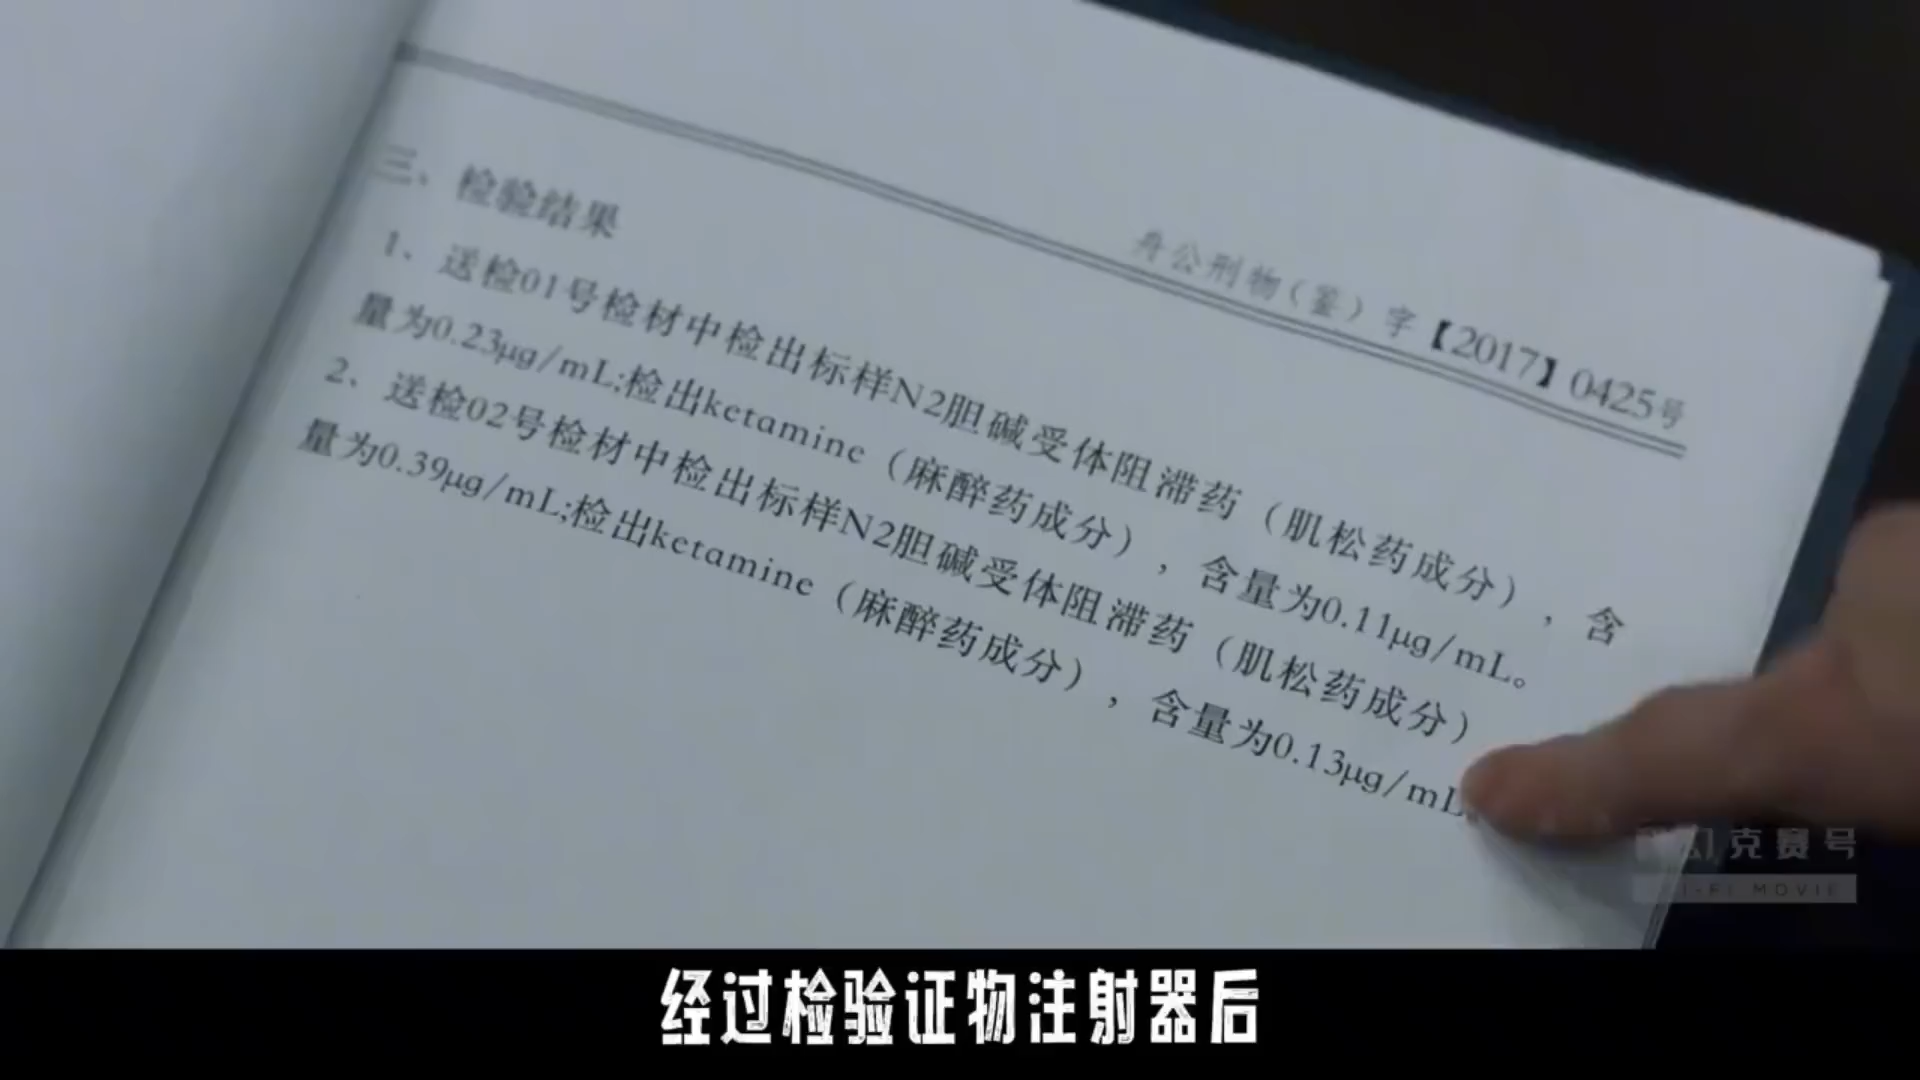 舟公刑物（鉴）字【2017】0425号
三、检验结果
1、送检01号检材中检出标样N2胆碱受体阻滞药（肌松药成分），含
量为0.23μg/mL;检出ketamine（麻醉药成分），含量为0.11μg/mL。
2、送检02号检材中检出标样N2胆碱受体阻滞药（肌松药成分）
量为0.39μg/mL;检出ketamine（麻醉药成分），含量为0.13μg/mL
克赛号
MOVIE
经过检验证物注射器后